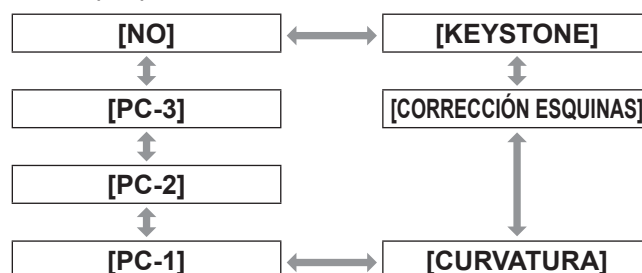 [NO] [KEYSTONE]
[PC-3] [CORRECCIÓN ESQUINAS]
[PC-2]
[PC-1] [CURVATURA]